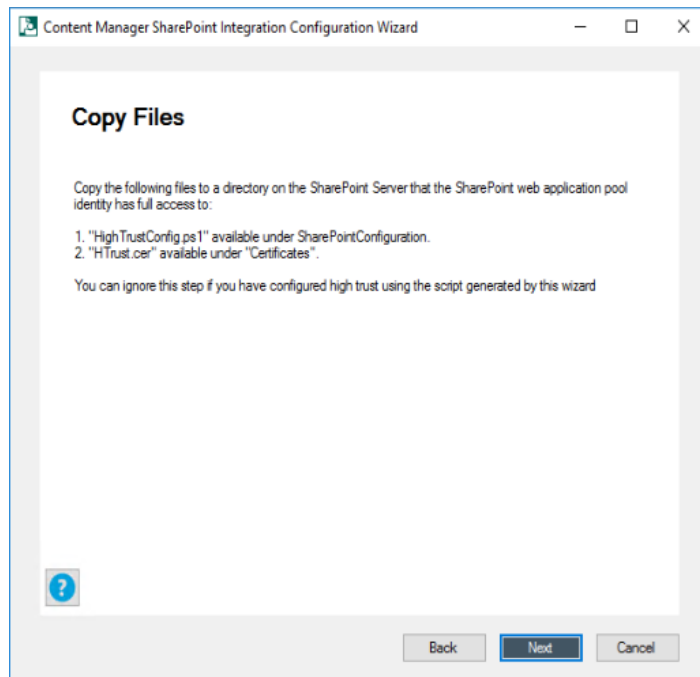 Content Manager SharePoint Integration Configuration Wizard
Copy Files
Copy the following files to a directory on the SharePoint Server that the SharePoint web application pool
identity has full access to:
1. "HighTrustConfig.ps1" available under SharePointConfiguration.
2. "HTrust.cer" available under "Certificates".
You can ignore this step if you have configured high trust using the script generated by this wizard
?
Back Next Cancel